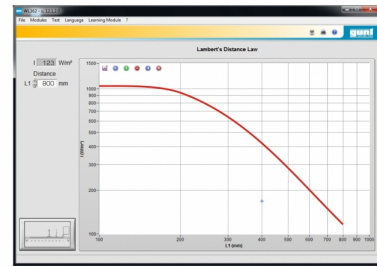 File Modules Test Language Learning Module ?
gunt
Lambert's Distance Law
I 123 W/m²
Distance
L1 800 mm
I (W/m²)
1500
1000
900
800
700
600
500
400
300
200
100
100 200 300 400 500 600 700 800 900 1000
L1 (mm)